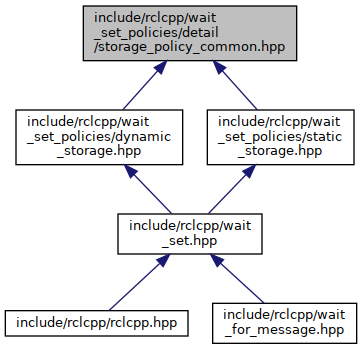 include/rclcpp/wait
_set_policies/detail
/storage_policy_common.hpp
include/rclcpp/wait
_set_policies/dynamic
_storage.hpp
include/rclcpp/wait
_set_policies/static
_storage.hpp
include/rclcpp/wait
_set.hpp
include/rclcpp/rclcpp.hpp
include/rclcpp/wait
_for_message.hpp